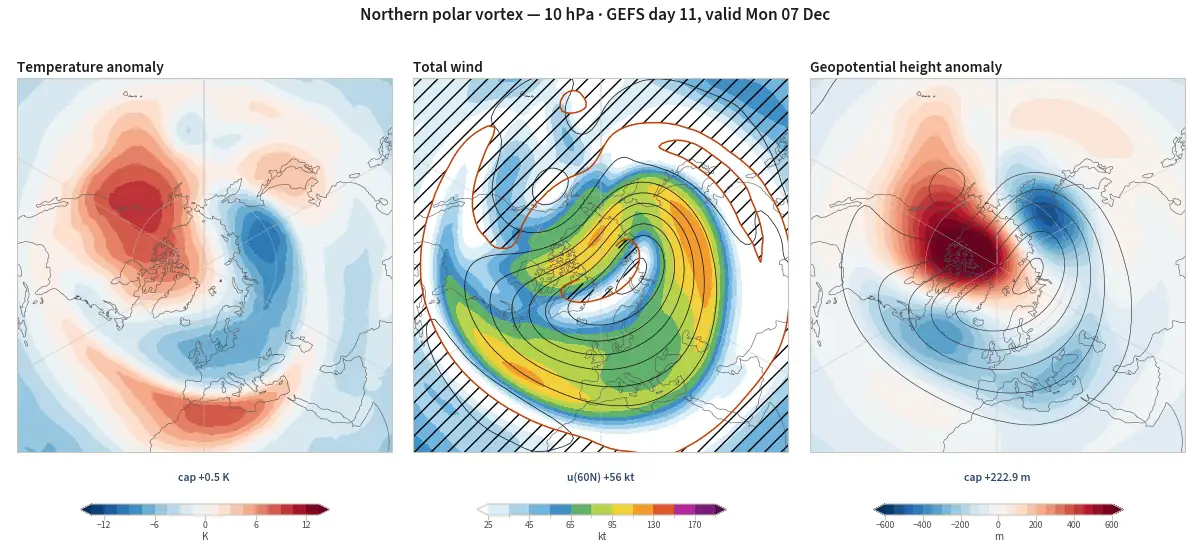 Northern polar vortex — 10 hPa · GEFS day 11, valid Mon 07 Dec
Temperature anomaly
Total wind
Geopotential height anomaly
cap +0.5 K
u(60N) +56 kt
cap +222.9 m
−12 −6 0 6 12
K
25 45 65 95 130 170
kt
−600 −400 −200 0 200 400 600
m